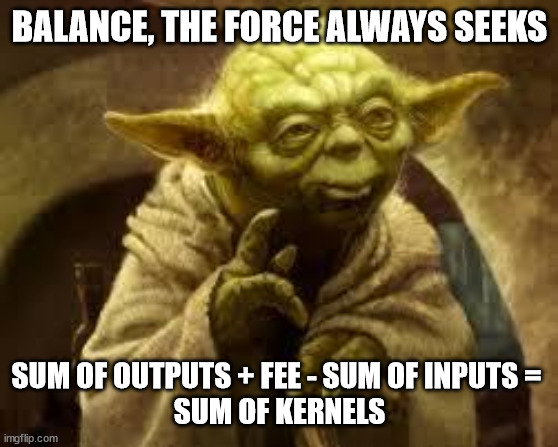 BALANCE, THE FORCE ALWAYS SEEKS
SUM OF OUTPUTS + FEE - SUM OF INPUTS =
SUM OF KERNELS
imgflip.com